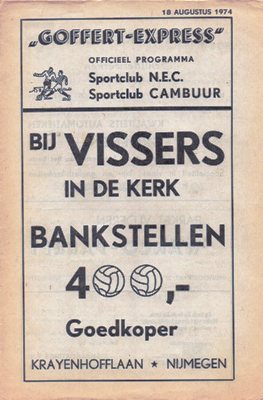 18 AUGUSTUS 1974
„GOFFERT-EXPRESS"
OFFICIEEL PROGRAMMA
Sportclub N.E.C.
Sportclub CAMBUUR
BIJ VISSERS
IN DE KERK
BANKSTELLEN
400,-
Goedkoper
KRAYENHOFFLAAN ★ NIJMEGEN